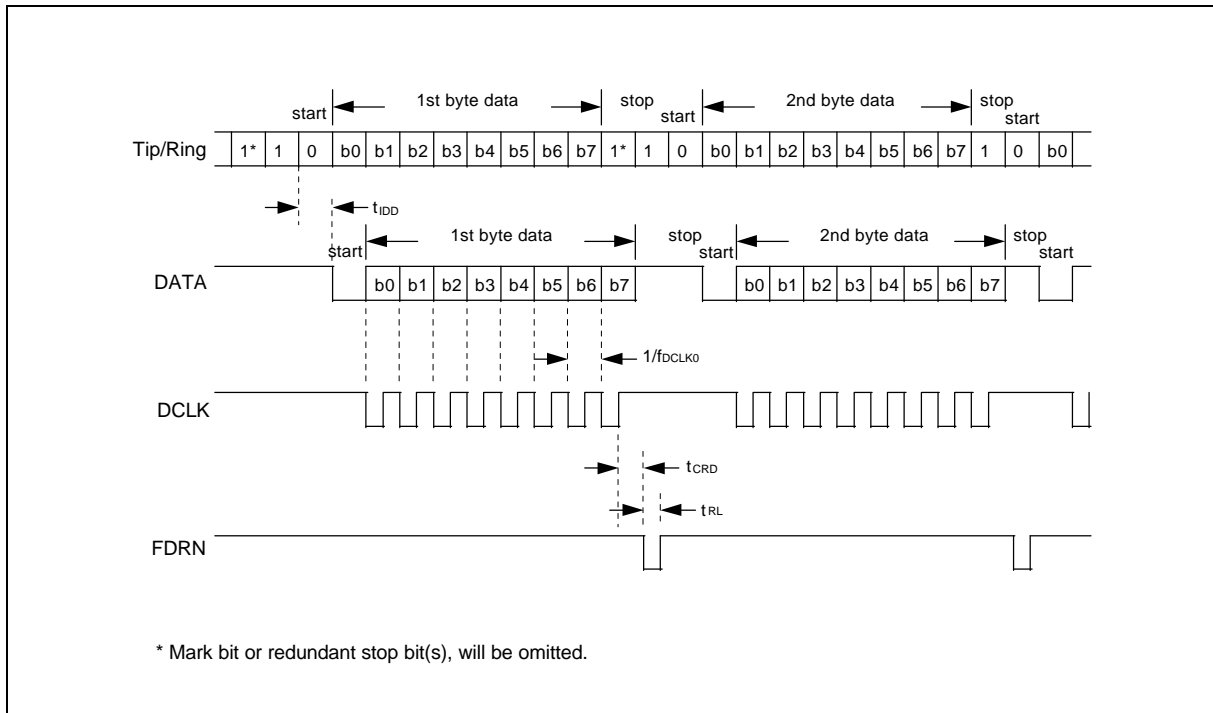 1st byte data stop 2nd byte data stop
start start start
Tip/Ring 1* 1 0 b0 b1 b2 b3 b4 b5 b6 b7 1* 1 0 b0 b1 b2 b3 b4 b5 b6 b7 1 0 b0
tIDD
1st byte data stop 2nd byte data stop
start start start
DATA b0 b1 b2 b3 b4 b5 b6 b7 b0 b1 b2 b3 b4 b5 b6 b7
1/fDCLK0
DCLK
tCRD
tRL
FDRN
* Mark bit or redundant stop bit(s), will be omitted.